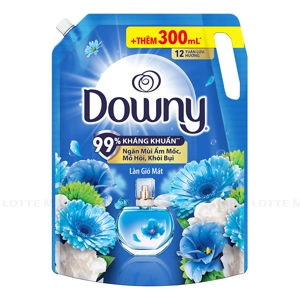 +THÊM 300mL*
12 TUẦN LƯU HƯƠNG
Downy
99% KHÁNG KHUẨN**
Ngăn Mùi Ẩm Mốc,
Mồ Hôi, Khói Bụi
Làn Gió Mát
LOTTE M